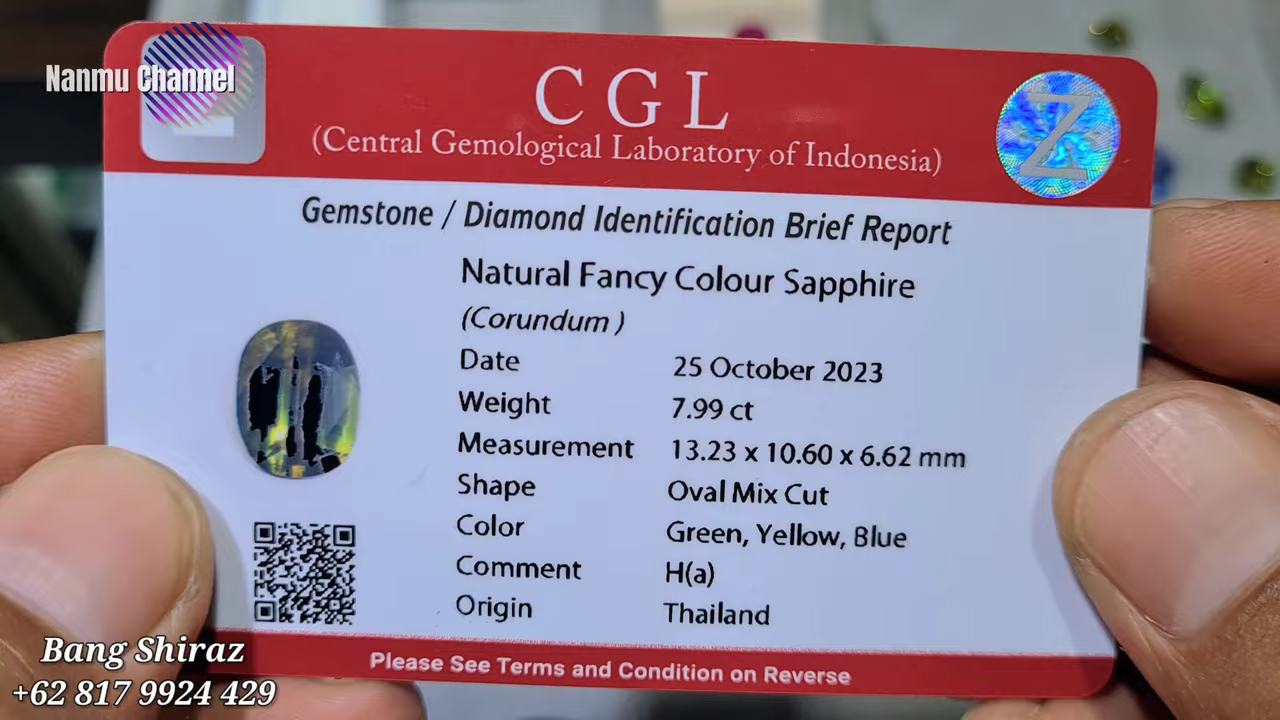 Nanmu Channel
C G L
(Central Gemological Laboratory of Indonesia)
Z
Gemstone / Diamond Identification Brief Report
Natural Fancy Colour Sapphire
(Corundum )
Date 25 October 2023
Weight 7.99 ct
Measurement 13.23 x 10.60 x 6.62 mm
Shape Oval Mix Cut
Color Green, Yellow, Blue
Comment H(a)
Origin Thailand
Please See Terms and Condition on Reverse
Bang Shiraz
+62 817 9924 429